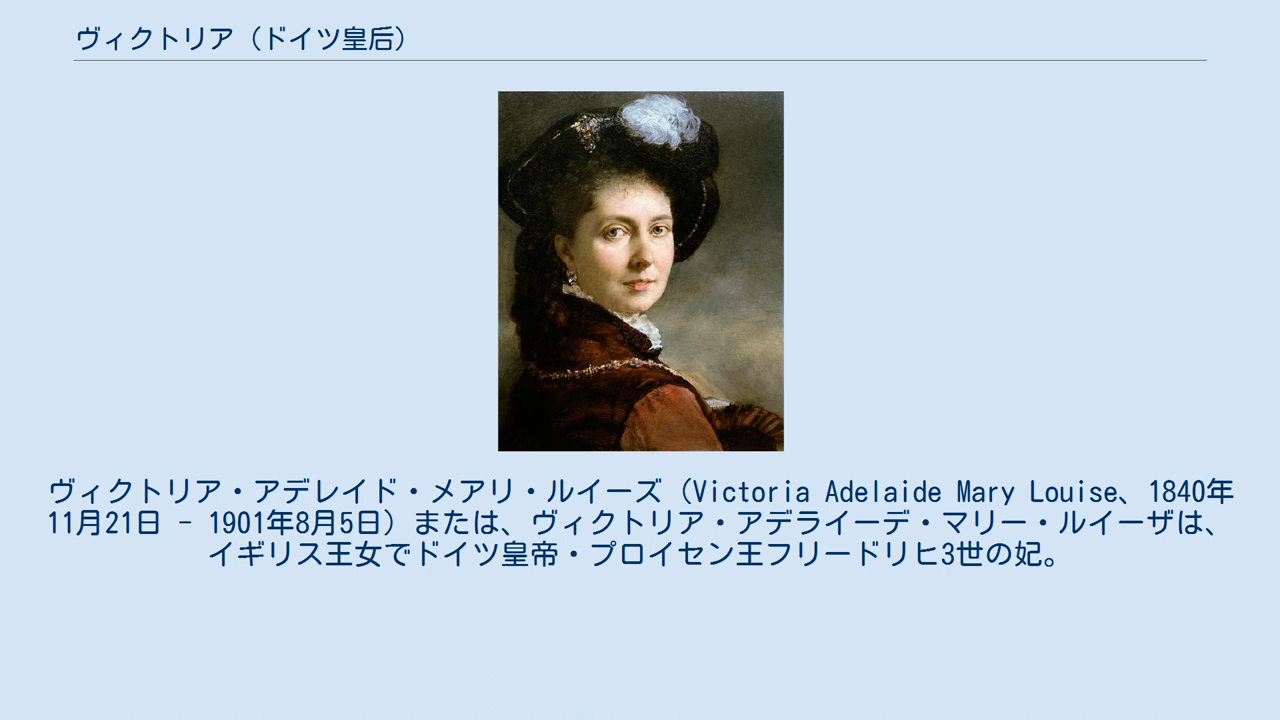 ヴィクトリア（ドイツ皇后）
ヴィクトリア・アデレイド・メアリ・ルイーズ（Victoria Adelaide Mary Louise、1840年
11月21日 - 1901年8月5日）または、ヴィクトリア・アデライーデ・マリー・ルイーザは、
イギリス王女でドイツ皇帝・プロイセン王フリードリヒ3世の妃。